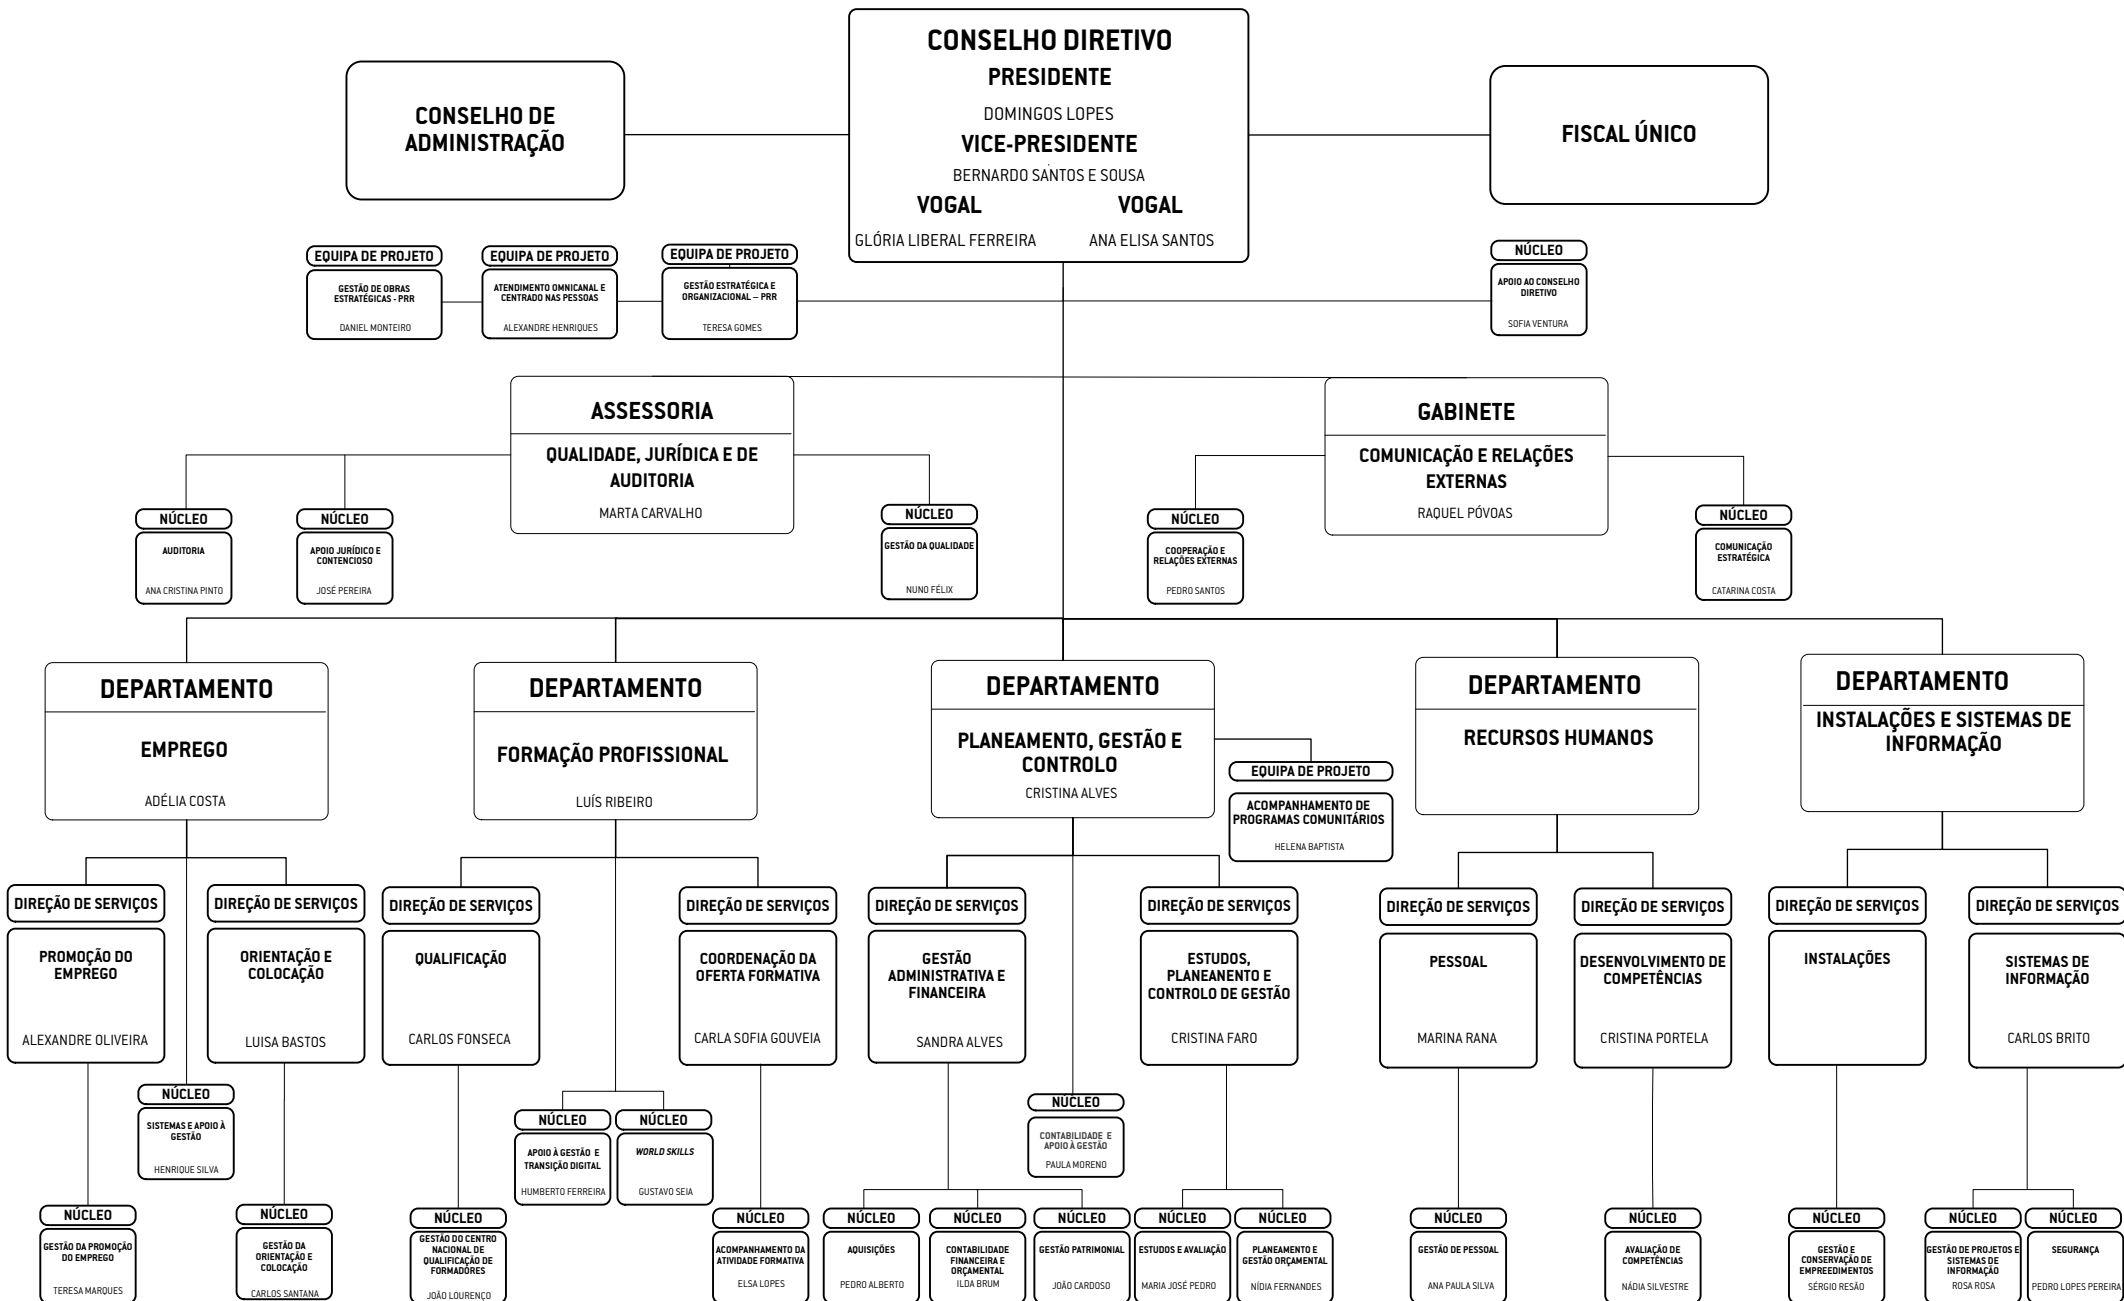 CONSELHO DIRETIVO
PRESIDENTE
DOMINGOS LOPES
VICE-PRESIDENTE
BERNARDO SANTOS E SOUSA
VOGAL
VOGAL
GLÓRIA LIBERAL FERREIRA
ANA ELISA SANTOS
CONSELHO DE
ADMINISTRAÇÃO
FISCAL ÚNICO
EQUIPA DE PROJETO
GESTÃO DE OBRAS
ESTRATÉGICAS - PRR
DANIEL MONTEIRO
EQUIPA DE PROJETO
ATENDIMENTO OMNICANAL E
CENTRADO NAS PESSOAS
ALEXANDRE HENRIQUES
EQUIPA DE PROJETO
GESTÃO ESTRATÉGICA E
ORGANIZACIONAL – PRR
TERESA GOMES
NÚCLEO
APOIO AO CONSELHO
DIRETIVO
SOFIA VENTURA
ASSESSORIA
QUALIDADE, JURÍDICA E DE
AUDITORIA
MARTA CARVALHO
GABINETE
COMUNICAÇÃO E RELAÇÕES
EXTERNAS
RAQUEL PÓVOAS
NÚCLEO
AUDITORIA
ANA CRISTINA PINTO
NÚCLEO
APOIO JURÍDICO E
CONTENCIOSO
JOSÉ PEREIRA
NÚCLEO
GESTÃO DA QUALIDADE
NUNO FÉLIX
NÚCLEO
COOPERAÇÃO E
RELAÇÕES EXTERNAS
PEDRO SANTOS
NÚCLEO
COMUNICAÇÃO
ESTRATÉGICA
CATARINA COSTA
DEPARTAMENTO
EMPREGO
ADÉLIA COSTA
DEPARTAMENTO
FORMAÇÃO PROFISSIONAL
LUÍS RIBEIRO
DEPARTAMENTO
PLANEAMENTO, GESTÃO E
CONTROLO
CRISTINA ALVES
EQUIPA DE PROJETO
ACOMPANHAMENTO DE
PROGRAMAS COMUNITÁRIOS
HELENA BAPTISTA
DEPARTAMENTO
RECURSOS HUMANOS
DEPARTAMENTO
INSTALAÇÕES E SISTEMAS DE
INFORMAÇÃO
DIREÇÃO DE SERVIÇOS
PROMOÇÃO DO
EMPREGO
ALEXANDRE OLIVEIRA
DIREÇÃO DE SERVIÇOS
ORIENTAÇÃO E
COLOCAÇÃO
LUISA BASTOS
DIREÇÃO DE SERVIÇOS
QUALIFICAÇÃO
CARLOS FONSECA
DIREÇÃO DE SERVIÇOS
COORDENAÇÃO DA
OFERTA FORMATIVA
CARLA SOFIA GOUVEIA
DIREÇÃO DE SERVIÇOS
GESTÃO
ADMINISTRATIVA E
FINANCEIRA
SANDRA ALVES
DIREÇÃO DE SERVIÇOS
ESTUDOS,
PLANEANENTO E
CONTROLO DE GESTÃO
CRISTINA FARO
DIREÇÃO DE SERVIÇOS
PESSOAL
MARINA RANA
DIREÇÃO DE SERVIÇOS
DESENVOLVIMENTO DE
COMPETÊNCIAS
CRISTINA PORTELA
DIREÇÃO DE SERVIÇOS
INSTALAÇÕES
DIREÇÃO DE SERVIÇOS
SISTEMAS DE
INFORMAÇÃO
CARLOS BRITO
NÚCLEO
SISTEMAS E APOIO À
GESTÃO
HENRIQUE SILVA
NÚCLEO
APOIO À GESTÃO E
TRANSIÇÃO DIGITAL
HUMBERTO FERREIRA
NÚCLEO
WORLD SKILLS
GUSTAVO SEIA
NÚCLEO
CONTABILIDADE E
APOIO À GESTÃO
PAULA MORENO
NÚCLEO
GESTÃO DA PROMOÇÃO
DO EMPREGO
TERESA MARQUES
NÚCLEO
GESTÃO DA
ORIENTAÇÃO E
COLOCAÇÃO
CARLOS SANTANA
NÚCLEO
GESTÃO DO CENTRO
NACIONAL DE
QUALIFICAÇÃO DE
FORMADORES
JOÃO LOURENÇO
NÚCLEO
ACOMPANHAMENTO DA
ATIVIDADE FORMATIVA
ELSA LOPES
NÚCLEO
AQUISIÇÕES
PEDRO ALBERTO
NÚCLEO
CONTABILIDADE
FINANCEIRA E
ORÇAMENTAL
ILDA BRUM
NÚCLEO
GESTÃO PATRIMONIAL
JOÃO CARDOSO
NÚCLEO
ESTUDOS E AVALIAÇÃO
MARIA JOSÉ PEDRO
NÚCLEO
PLANEAMENTO E
GESTÃO ORÇAMENTAL
NÍDIA FERNANDES
NÚCLEO
GESTÃO DE PESSOAL
ANA PAULA SILVA
NÚCLEO
AVALIAÇÃO DE
COMPETÊNCIAS
NÁDIA SILVESTRE
NÚCLEO
GESTÃO E
CONSERVAÇÃO DE
EMPREEDIMENTOS
SÉRGIO RESÃO
NÚCLEO
GESTÃO DE PROJETOS E
SISTEMAS DE
INFORMAÇÃO
ROSA ROSA
NÚCLEO
SEGURANÇA
PEDRO LOPES PEREIRA